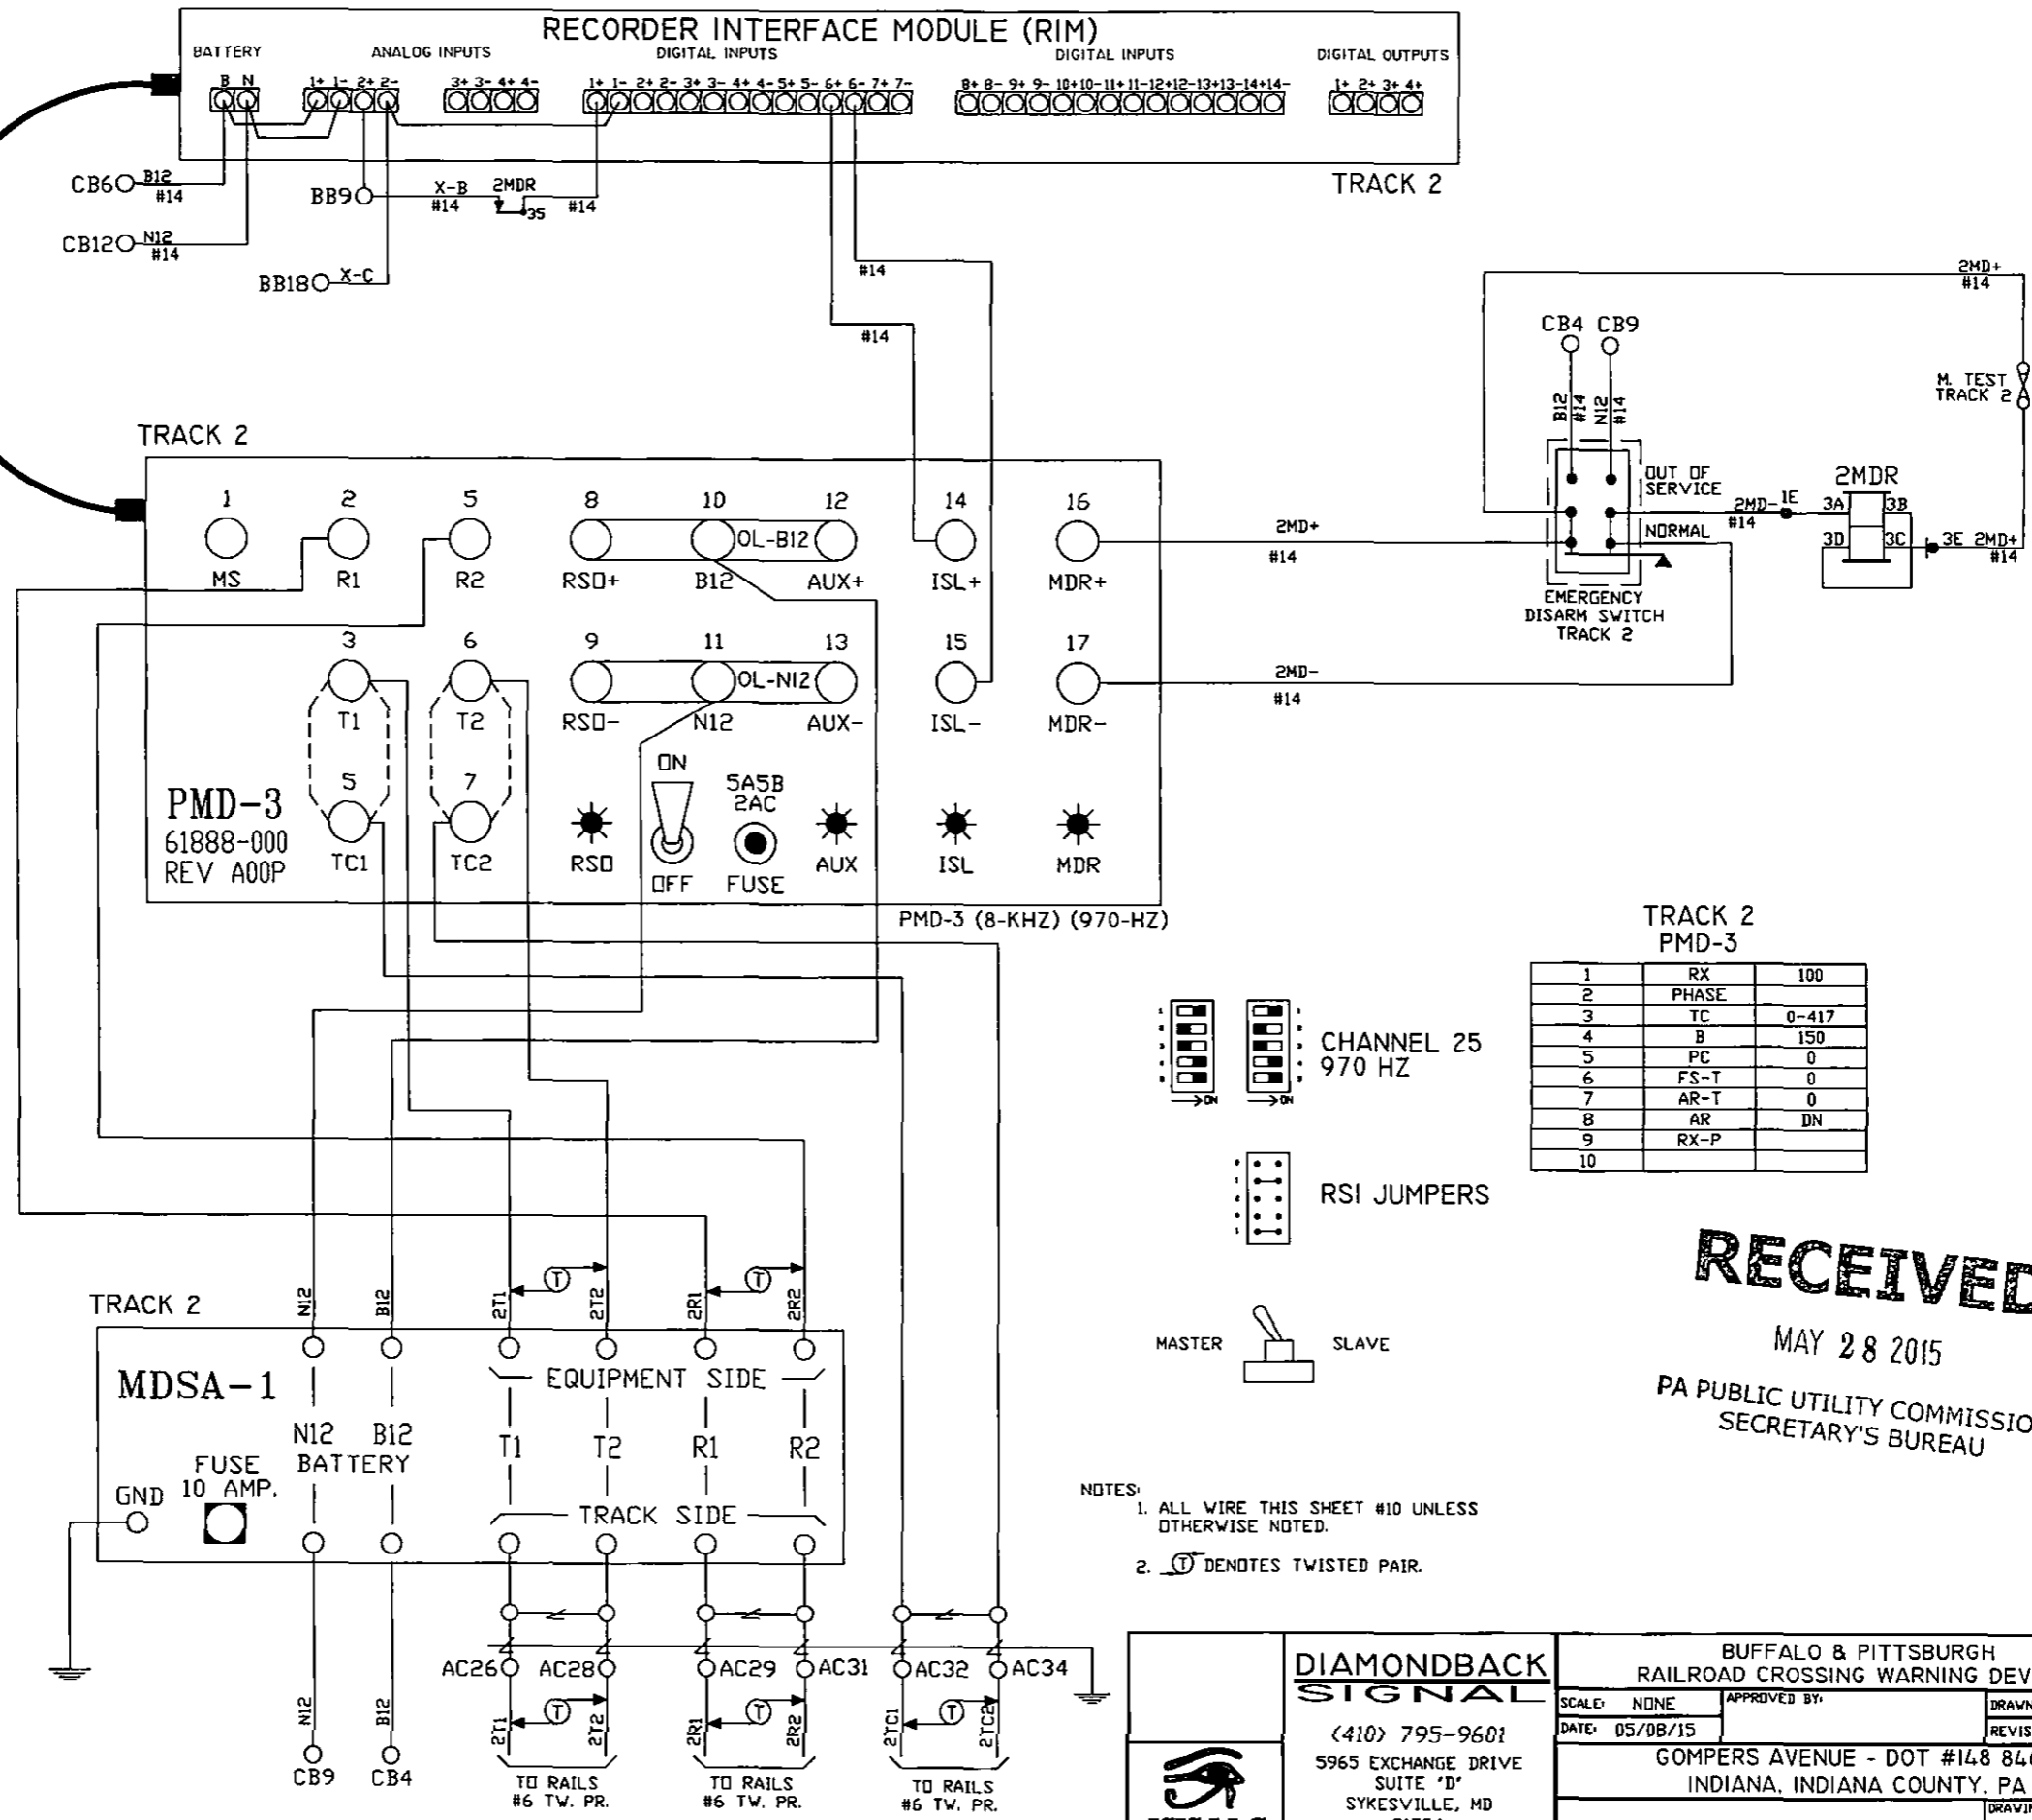 RECORDER INTERFACE MODULE (RIM)
BATTERY
ANALOG INPUTS
DIGITAL INPUTS
DIGITAL INPUTS
DIGITAL OUTPUTS
B N
1+ 1- 2+ 2-
3+ 3- 4+ 4-
1+ 1- 2+ 2- 3+ 3- 4+ 4- 5+ 5- 6+ 6- 7+ 7-
8+ 8- 9+ 9- 10+10-11+11-12+12-13+13-14+14-
1+ 2+ 3+ 4+
TRACK 2
CB6 B12
#14
CB12 N12
#14
BB9 X-B
#14
2MDR
35
#14
BB18 X-C
#14
#14
2MD+
#14
CB4 CB9
B12 #14 N12 #14
M. TEST
TRACK 2
OUT OF
SERVICE
NORMAL
2MD- 1E
#14
2MDR
3A 3B
3D 3C
3E 2MD+
#14
EMERGENCY
DISARM SWITCH
TRACK 2
2MD+
#14
2MD-
#14
TRACK 2
1 2 5 8 10 12 14 16
OL-B12
MS R1 R2 RSO+ B12 AUX+ ISL+ MDR+
3 6 9 11 13 15 17
OL-N12
T1 T2 RSO- N12 AUX- ISL- MDR-
5 7
TC1 TC2
ON
OFF
5A5B
2AC
FUSE
RSO AUX ISL MDR
PMD-3
61888-000
REV A00P
PMD-3 (8-KHZ) (970-HZ)
TRACK 2
PMD-3
1 RX 100
2 PHASE
3 TC 0-417
4 B 150
5 PC 0
6 FS-T 0
7 AR-T 0
8 AR ON
9 RX-P
10
CHANNEL 25
970 HZ
ON ON
RSI JUMPERS
MASTER SLAVE
RECEIVED
MAY 28 2015
PA PUBLIC UTILITY COMMISSIO
SECRETARY'S BUREAU
TRACK 2
N12 B12 2T1 T 2T2 2R1 T 2R2
MDSA-1
EQUIPMENT SIDE
N12 B12
BATTERY
T1 T2 R1 R2
FUSE
10 AMP.
GND
TRACK SIDE
AC26 AC28 AC29 AC31 AC32 AC34
N12 B12 2T1 T 2T2 2R1 T 2R2 2TC1 T 2TC2
CB9 CB4
TO RAILS
#6 TW. PR.
TO RAILS
#6 TW. PR.
TO RAILS
#6 TW. PR.
NOTES:
1. ALL WIRE THIS SHEET #10 UNLESS
OTHERWISE NOTED.
2. T DENOTES TWISTED PAIR.
DIAMONDBACK
SIGNAL
(410) 795-9601
5965 EXCHANGE DRIVE
SUITE "D"
SYKESVILLE, MD
BUFFALO & PITTSBURGH
RAILROAD CROSSING WARNING DEV
SCALE: NONE
APPROVED BY:
DRAWN
DATE: 05/08/15
REVIS
GOMPERS AVENUE - DOT #148 84
INDIANA, INDIANA COUNTY, PA
DRAWIN